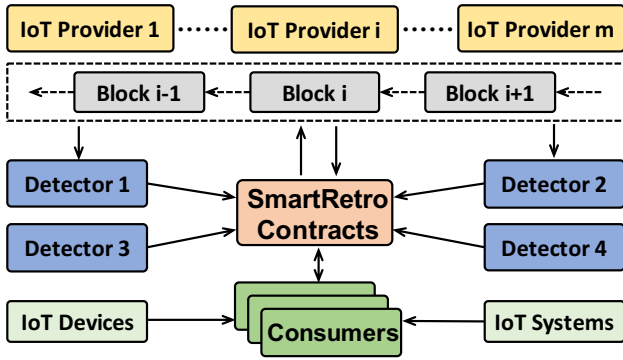 IoT Provider 1 IoT Provider i IoT Provider m
Block i-1 Block i Block i+1
Detector 1 Detector 2
SmartRetro
Contracts
Detector 3 Detector 4
IoT Devices IoT Systems
Consumers